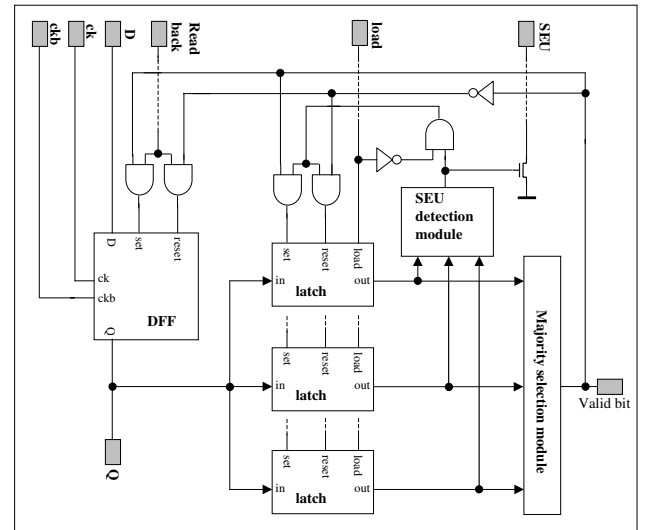 ckb
ck
D
Read
back
load
SEU
SEU
detection
module
D
set
reset
ck
ckb
DFF
Q
set
reset
load
in
out
latch
set
reset
load
in
out
latch
set
reset
load
in
out
latch
Majority selection module
Valid bit
Q